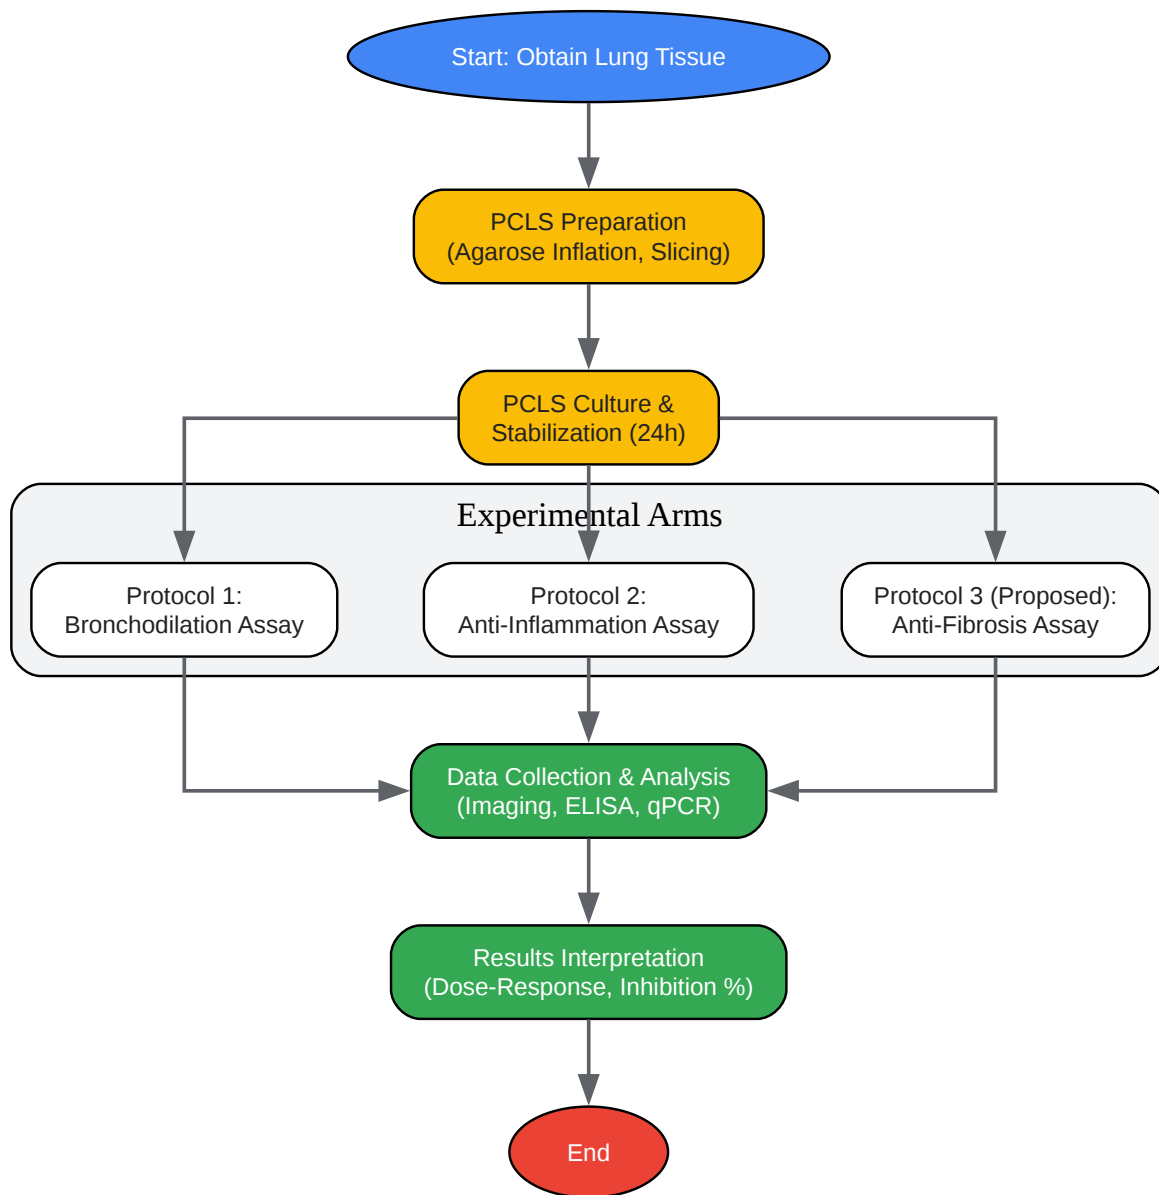 Start: Obtain Lung Tissue
PCLS Preparation
(Agarose Inflation, Slicing)
PCLS Culture &
Stabilization (24h)
Experimental Arms
Protocol 1:
Bronchodilation Assay
Protocol 2:
Anti-Inflammation Assay
Protocol 3 (Proposed):
Anti-Fibrosis Assay
Data Collection & Analysis
(Imaging, ELISA, qPCR)
Results Interpretation
(Dose-Response, Inhibition %)
End